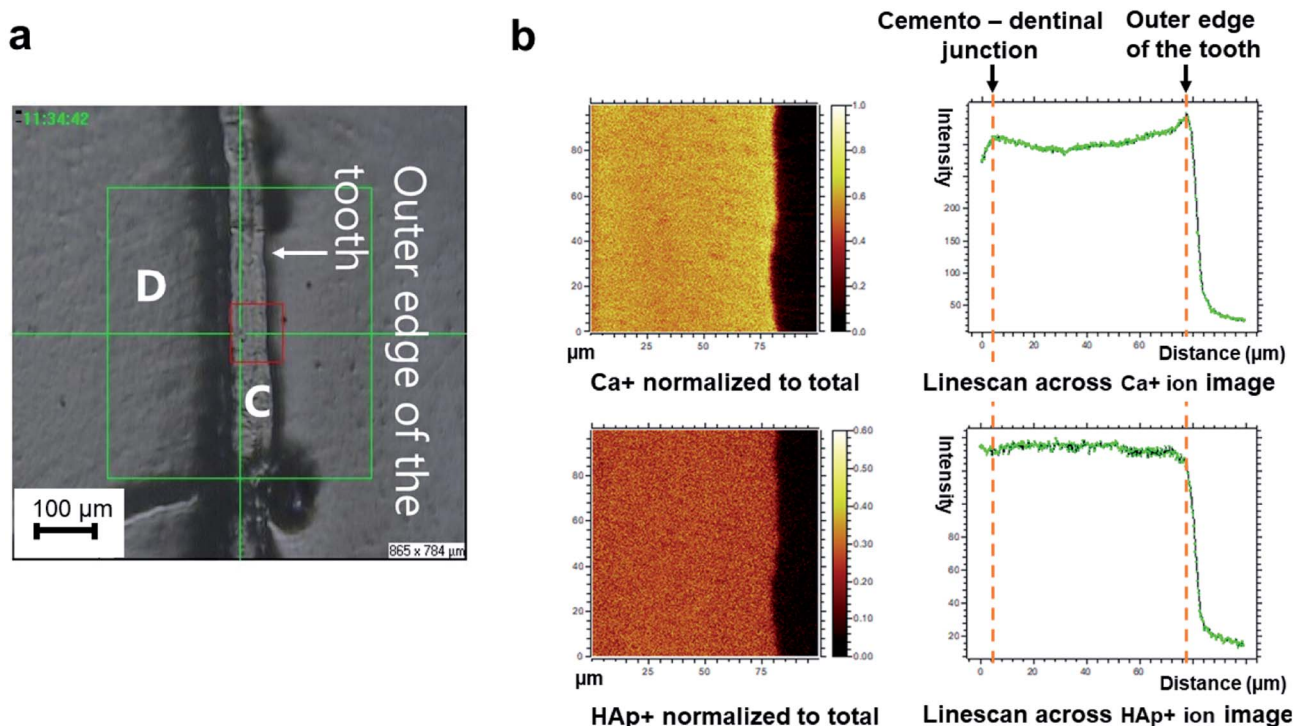 a
11:34:42
Outer edge of the
tooth
D
C
100 µm
865 x 784 µm
b
Cemento – dentinal
junction
Outer edge
of the tooth
80
60
40
20
0
µm
25
50
75
1.0
0.8
0.6
0.4
0.2
0.0
Ca+ normalized to total
Intensity
250
200
150
100
50
0
20
40
60
80
Distance (µm)
Linescan across Ca+ ion image
80
60
40
20
0
µm
25
50
75
0.60
0.50
0.40
0.30
0.20
0.10
0.00
HAp+ normalized to total
Intensity
80
60
40
20
0
20
40
60
80
Distance (µm)
Linescan across HAp+ ion image